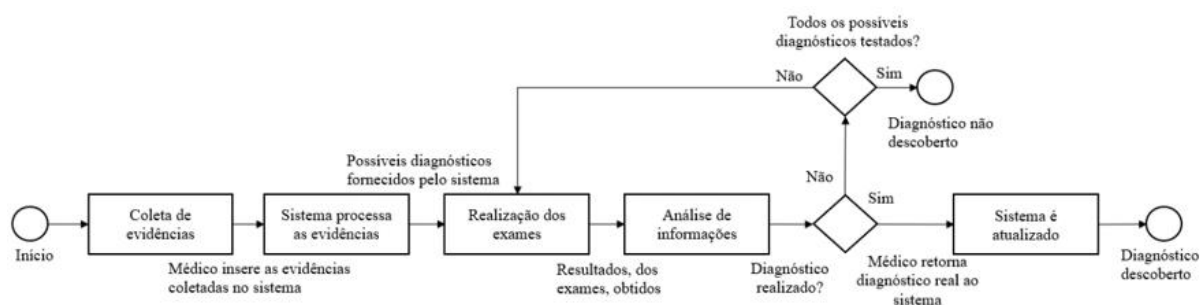 Todos os possíveis
diagnósticos testados?
Não
Sim
Diagnóstico não
descoberto
Possíveis diagnósticos
fornecidos pelo sistema
Não
Sim
Início
Coleta de
evidências
Sistema processa
as evidências
Realização dos
exames
Análise de
informações
Sistema é
atualizado
Médico insere as evidências
coletadas no sistema
Resultados, dos
exames, obtidos
Diagnóstico
realizado?
Médico retorna
diagnóstico real ao
sistema
Diagnóstico
descoberto